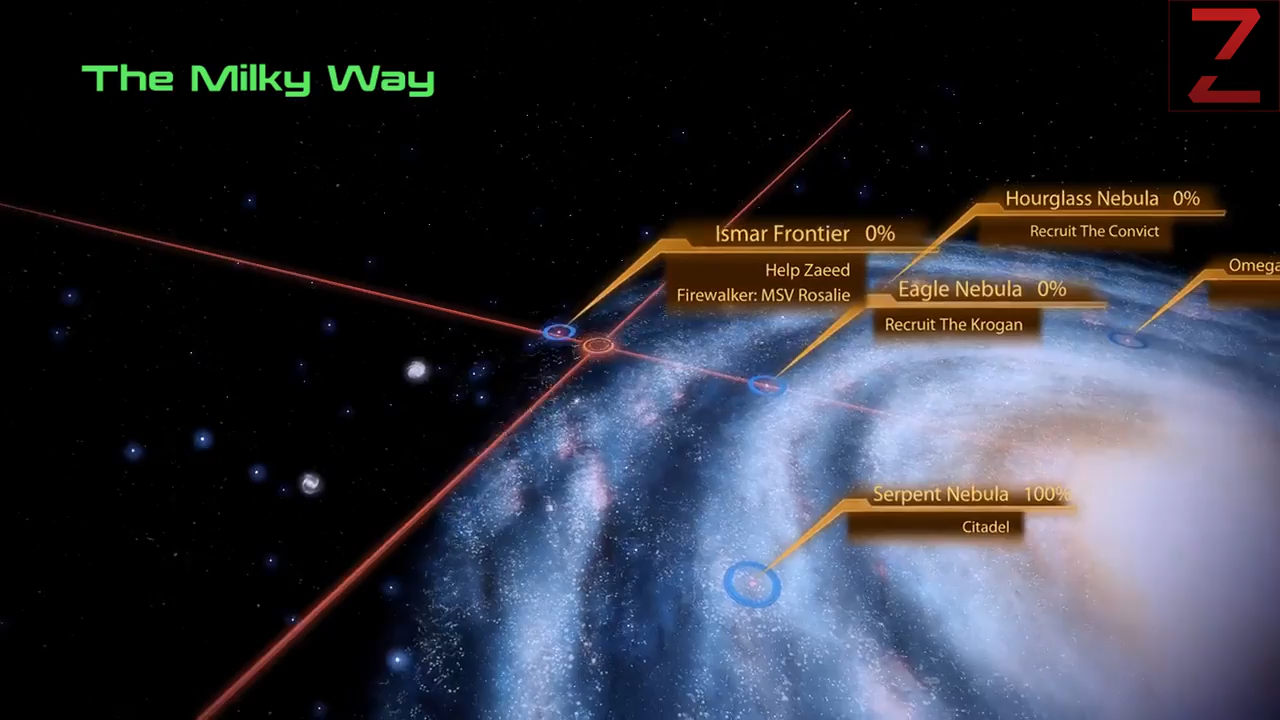 The Milky Way
Z
Hourglass Nebula 0%
Recruit The Convict
Ismar Frontier 0%
Help Zaeed
Firewalker: MSV Rosalie
Omega
Eagle Nebula 0%
Recruit The Krogan
Serpent Nebula 100%
Citadel